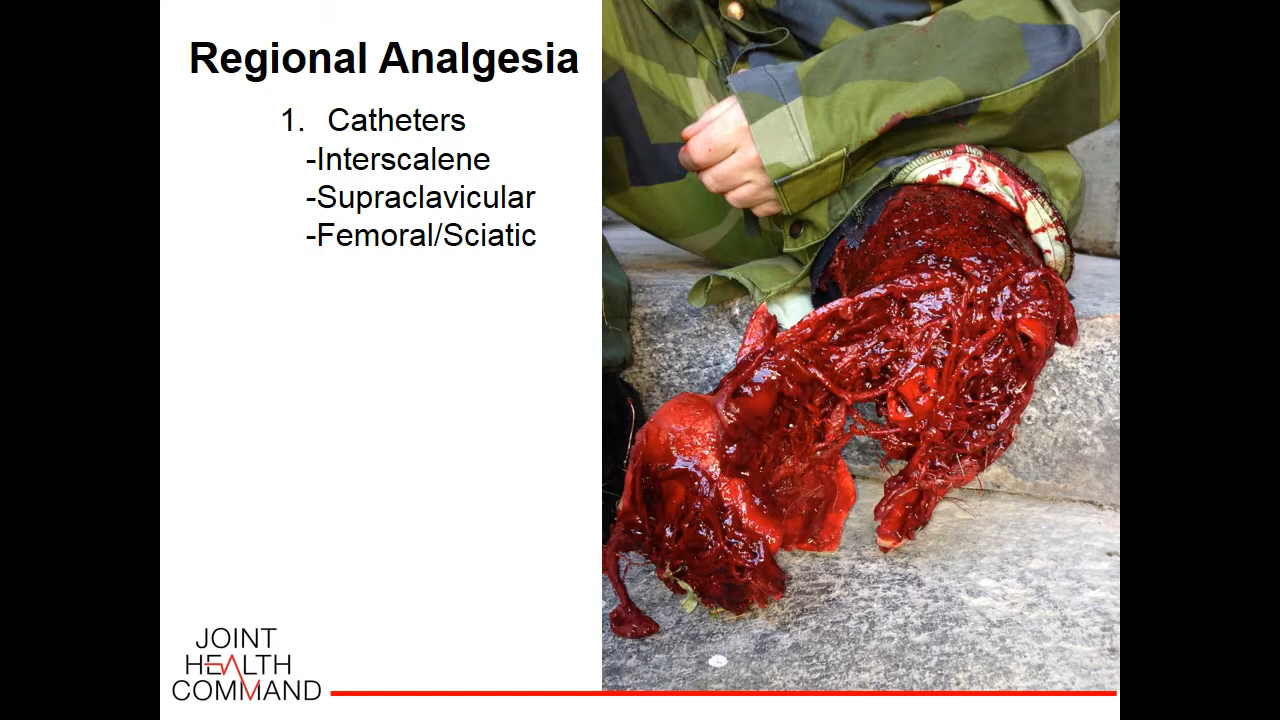 Regional Analgesia
1. Catheters
-Interscalene
-Supraclavicular
-Femoral/Sciatic
JOINT
HEALTH
COMMAND